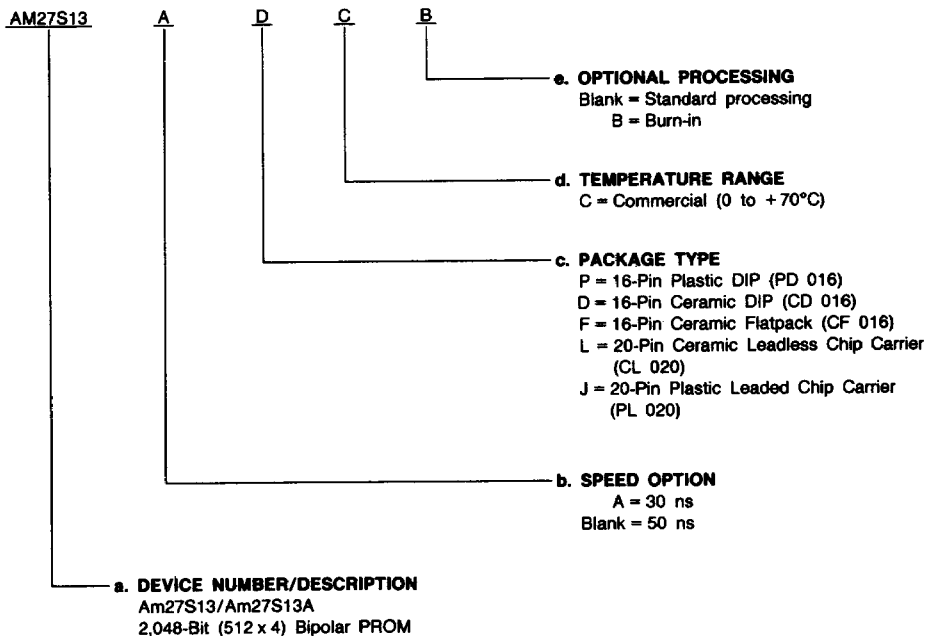 AM27S13 A D C B
e. OPTIONAL PROCESSING
Blank = Standard processing
B = Burn-in
d. TEMPERATURE RANGE
C = Commercial (0 to +70°C)
c. PACKAGE TYPE
P = 16-Pin Plastic DIP (PD 016)
D = 16-Pin Ceramic DIP (CD 016)
F = 16-Pin Ceramic Flatpack (CF 016)
L = 20-Pin Ceramic Leadless Chip Carrier
(CL 020)
J = 20-Pin Plastic Leaded Chip Carrier
(PL 020)
b. SPEED OPTION
A = 30 ns
Blank = 50 ns
a. DEVICE NUMBER/DESCRIPTION
Am27S13/Am27S13A
2,048-Bit (512 x 4) Bipolar PROM